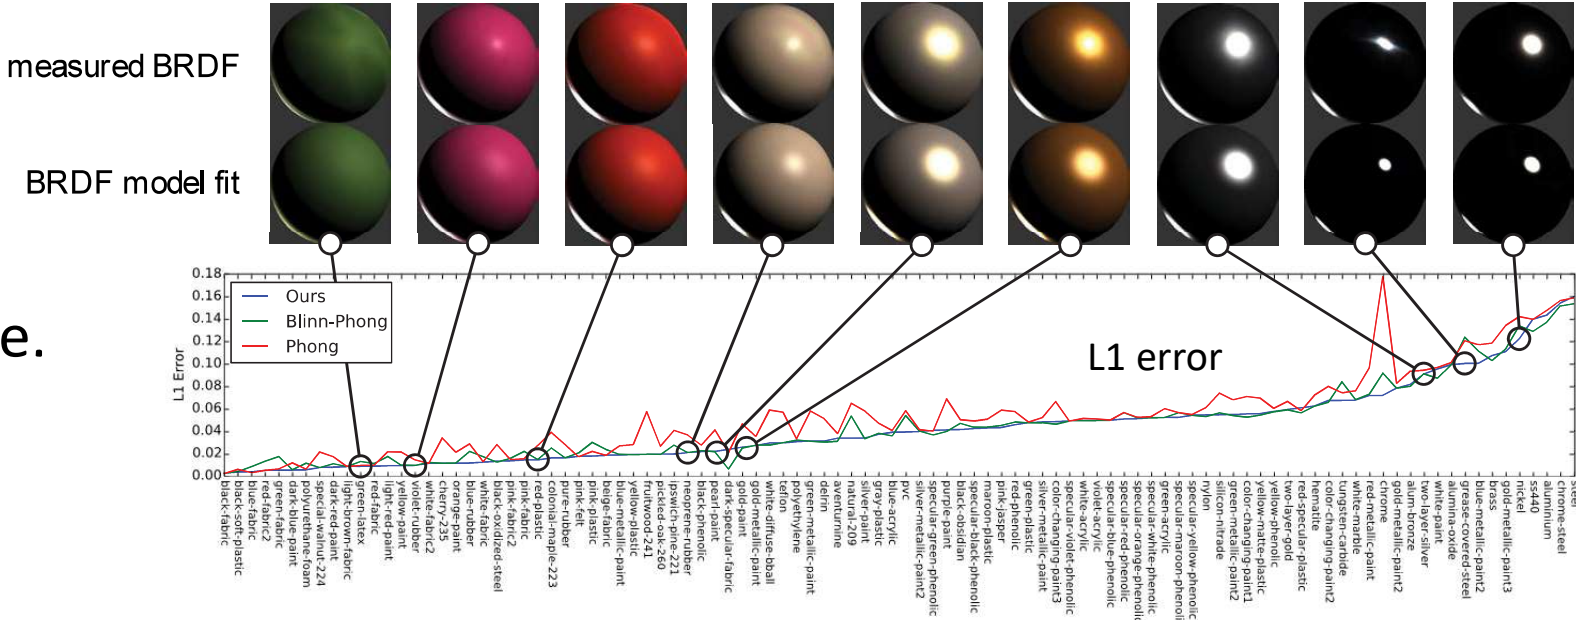 measured BRDF
BRDF model fit
e.
0.18
0.16
0.14
0.12
0.10
0.08
0.06
0.04
0.02
0.00
L1 Error
Ours
Blinn-Phong
Phong
L1 error
black-fabric
black-soft-plastic
blue-fabric
red-fabric2
green-fabric
dark-blue-paint
polyurethane-foam
special-walnut-224
dark-red-paint
light-brown-fabric
green-latex
red-fabric
light-red-paint
yellow-paint
violet-rubber
white-fabric2
cherry-235
orange-paint
blue-rubber
white-fabric
black-oxidized-steel
pink-fabric2
pink-fabric
red-plastic
colonial-maple-223
pure-rubber
pink-felt
pink-plastic
beige-fabric
blue-metallic-paint
yellow-plastic
fruitwood-241
pickled-oak-260
ipswich-pine-221
neoprene-rubber
black-phenolic
pearl-paint
dark-specular-fabric
gold-paint
gold-metallic-paint
white-diffuse-bball
teflon
polyethylene
green-metallic-paint
delrin
aventurnine
natural-209
silver-paint
gray-plastic
blue-acrylic
pvc
silver-metallic-paint2
specular-green-phenolic
purple-paint
black-obsidian
specular-black-phenolic
maroon-plastic
pink-jasper
red-phenolic
green-plastic
silver-metallic-paint
color-changing-paint3
specular-violet-phenolic
white-acrylic
violet-acrylic
specular-blue-phenolic
specular-red-phenolic
specular-orange-phenolic
specular-white-phenolic
green-acrylic
specular-maroon-phenolic
specular-yellow-phenolic
nylon
silicon-nitrade
green-metallic-paint2
color-changing-paint1
yellow-matte-plastic
yellow-phenolic
two-layer-gold
red-specular-plastic
hematite
color-changing-paint2
tungsten-carbide
white-marble
red-metallic-paint
chrome
gold-metallic-paint2
alum-bronze
two-layer-silver
white-paint
alumina-oxide
grease-covered-steel
blue-metallic-paint2
brass
gold-metallic-paint3
nickel
ss440
aluminium
chrome-steel
steel